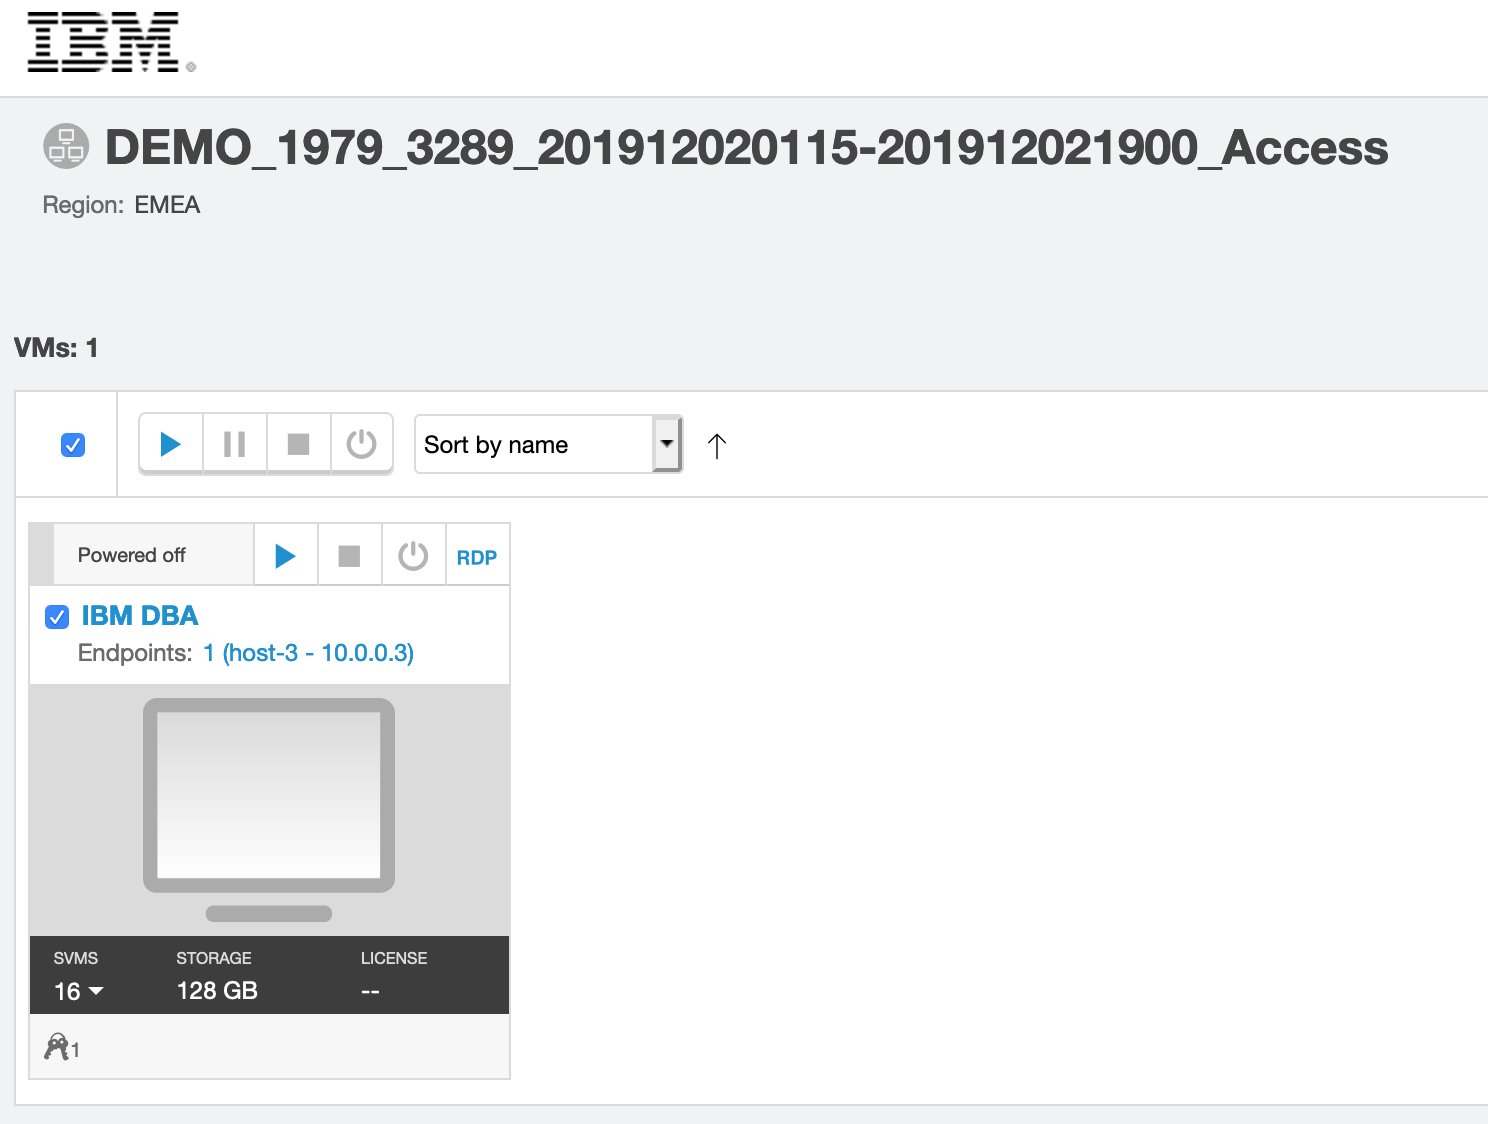 IBM®
DEMO_1979_3289_201912020115-201912021900_Access
Region: EMEA
VMs: 1
Sort by name
Powered off
RDP
IBM DBA
Endpoints: 1 (host-3 - 10.0.0.3)
SVMS STORAGE LICENSE
16 128 GB --
1